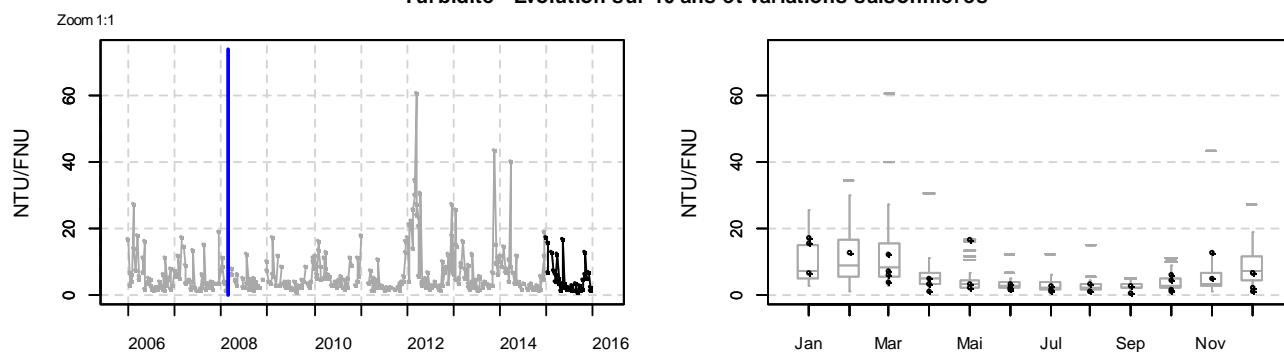 Turbidité - Evolution sur 10 ans et variations saisonnières
Zoom 1:1
NTU/FNU
60
40
20
0
2006 2008 2010 2012 2014 2016
NTU/FNU
60
40
20
0
Jan Mar Mai Jul Sep Nov